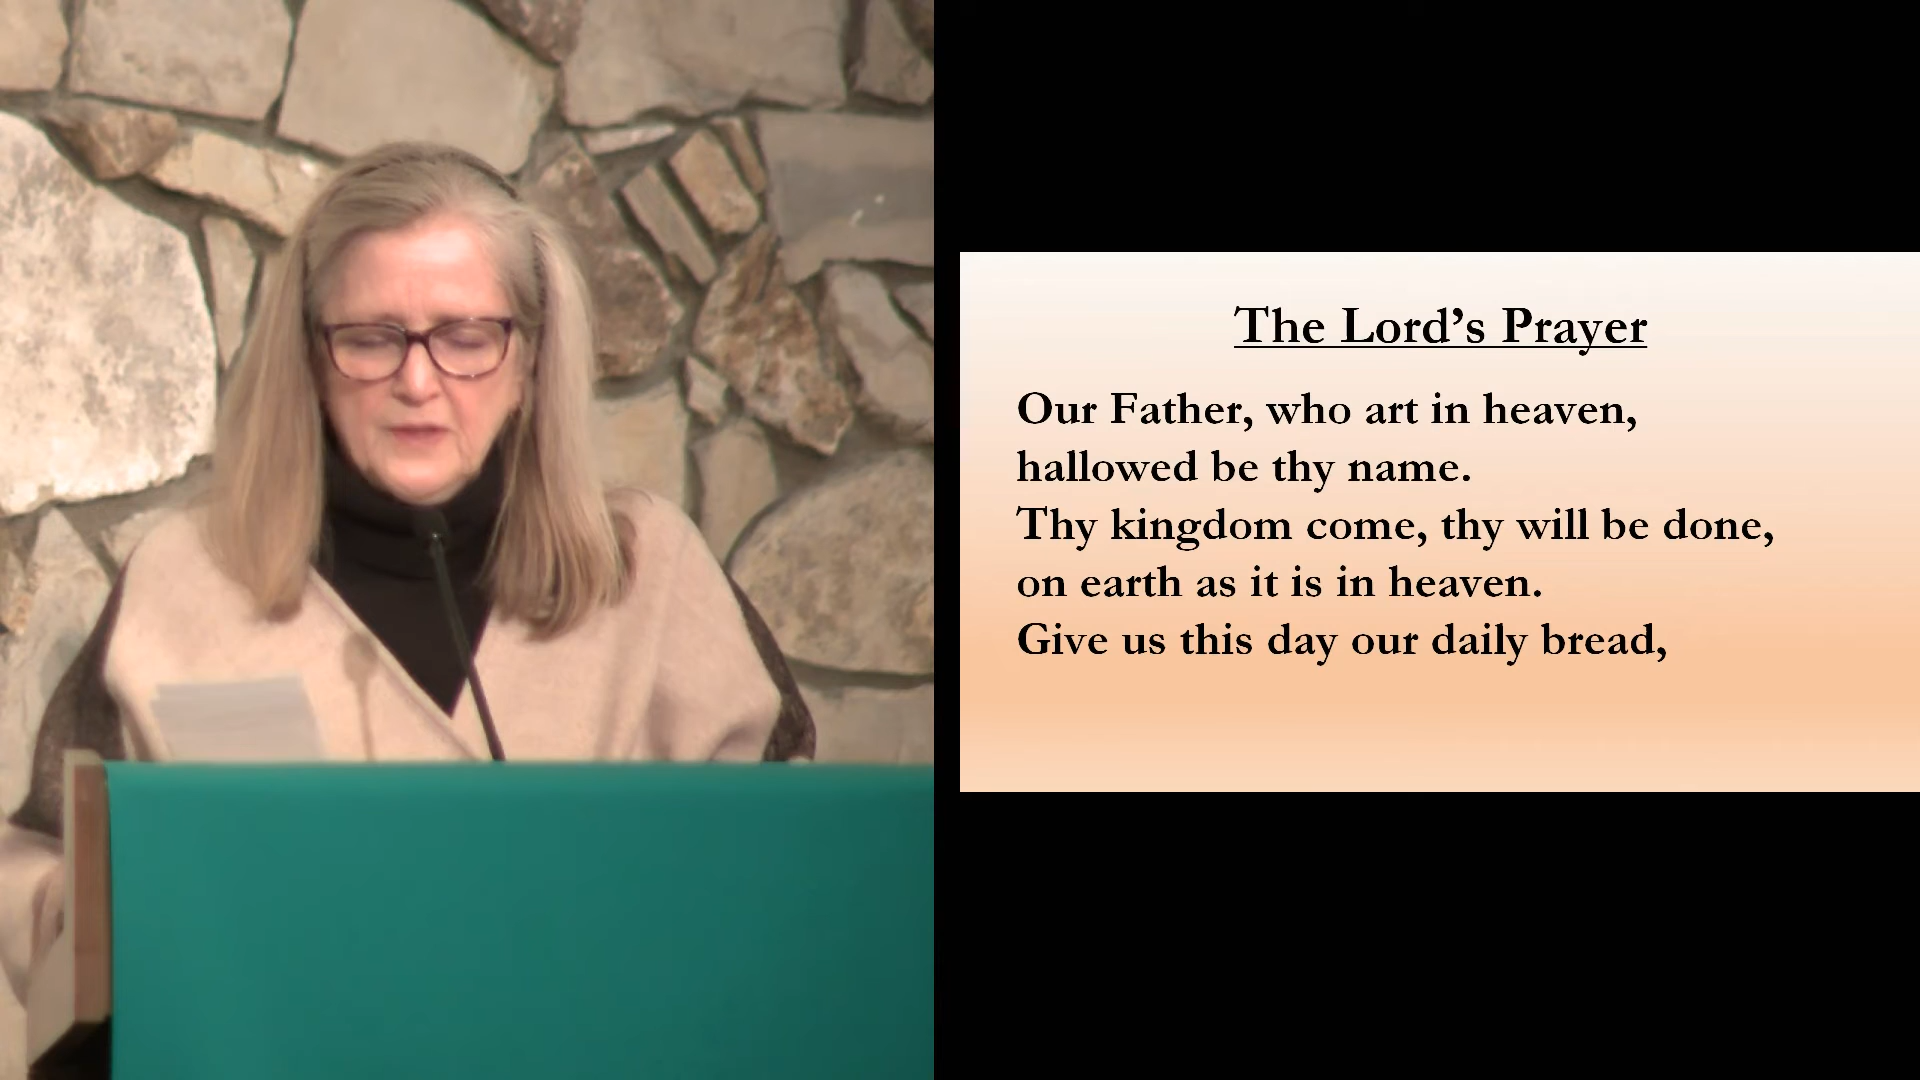 The Lord’s Prayer
Our Father, who art in heaven,
hallowed be thy name.
Thy kingdom come, thy will be done,
on earth as it is in heaven.
Give us this day our daily bread,